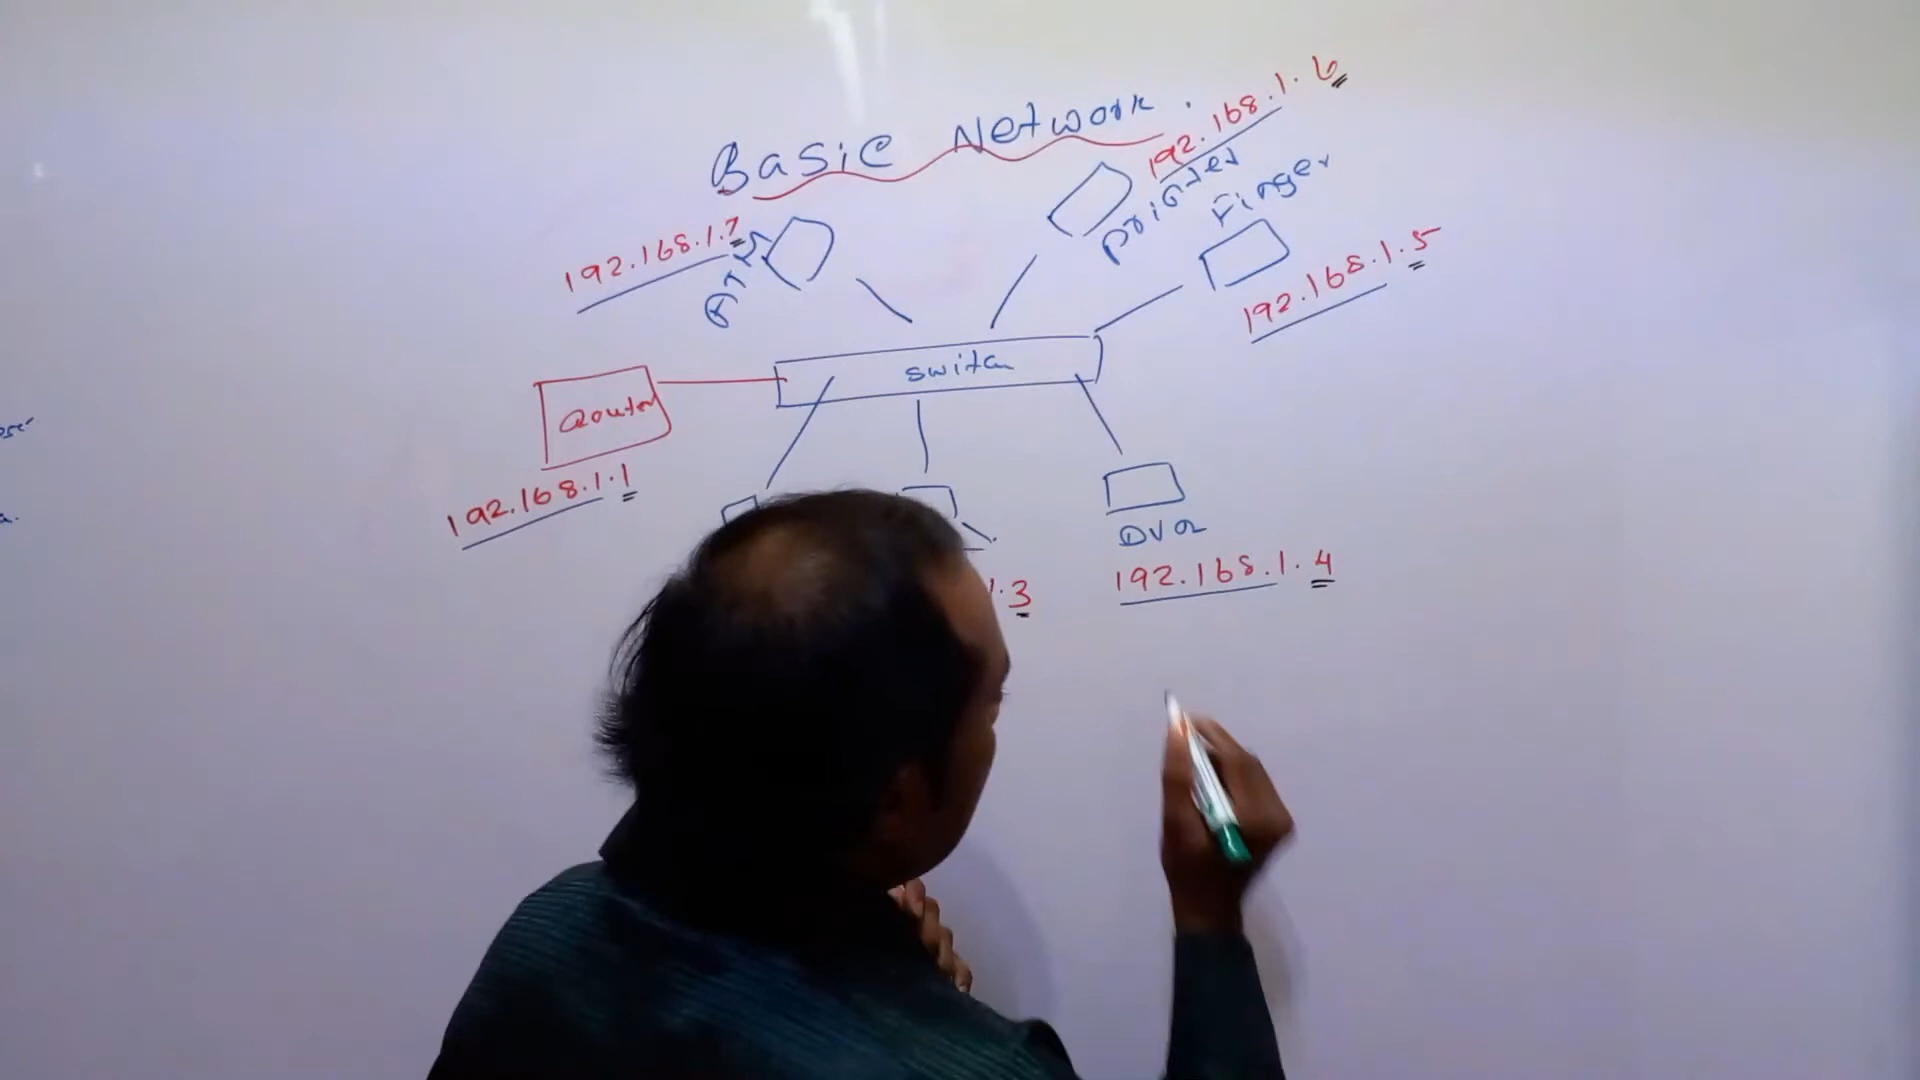 Basic Network.
192.168.1.6
Printer
Finger
192.168.1.7
192.168.1.5
Switch
Router
192.168.1.1
DVR
192.168.1.4
1.3